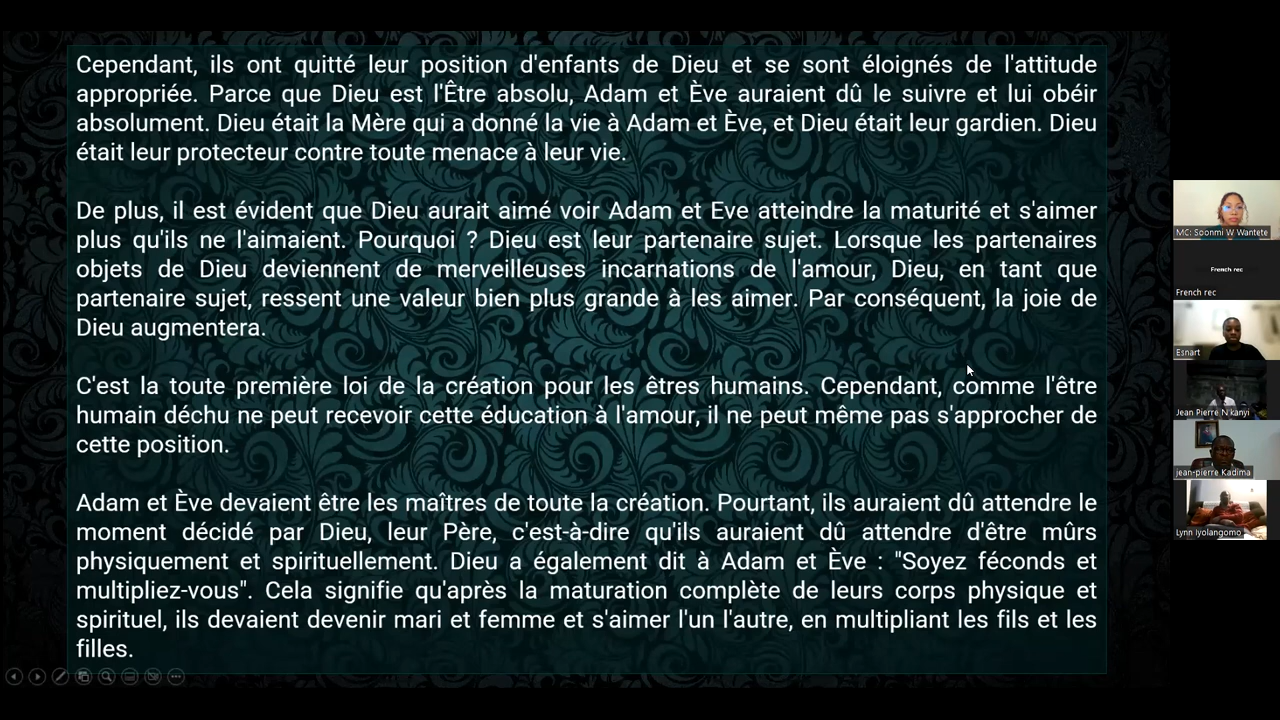 Cependant, ils ont quitté leur position d'enfants de Dieu et se sont éloignés de l'attitude
appropriée. Parce que Dieu est l'Être absolu, Adam et Ève auraient dû le suivre et lui obéir
absolument. Dieu était la Mère qui a donné la vie à Adam et Ève, et Dieu était leur gardien. Dieu
était leur protecteur contre toute menace à leur vie.
De plus, il est évident que Dieu aurait aimé voir Adam et Eve atteindre la maturité et s'aimer
plus qu'ils ne l'aimaient. Pourquoi ? Dieu est leur partenaire sujet. Lorsque les partenaires
objets de Dieu deviennent de merveilleuses incarnations de l'amour, Dieu, en tant que
partenaire sujet, ressent une valeur bien plus grande à les aimer. Par conséquent, la joie de
Dieu augmentera.
C'est la toute première loi de la création pour les êtres humains. Cependant, comme l'être
humain déchu ne peut recevoir cette éducation à l'amour, il ne peut même pas s'approcher de
cette position.
Adam et Ève devaient être les maîtres de toute la création. Pourtant, ils auraient dû attendre le
moment décidé par Dieu, leur Père, c'est-à-dire qu'ils auraient dû attendre d'être mûrs
physiquement et spirituellement. Dieu a également dit à Adam et Ève : "Soyez féconds et
multipliez-vous". Cela signifie qu'après la maturation complète de leurs corps physique et
spirituel, ils devaient devenir mari et femme et s'aimer l'un l'autre, en multipliant les fils et les
filles.
MC: Soonmi W Wantete
French rec
French rec
Esnart
Jean Pierre N'kanyi
jean-pierre Kadima
Lynn Iyolangomo